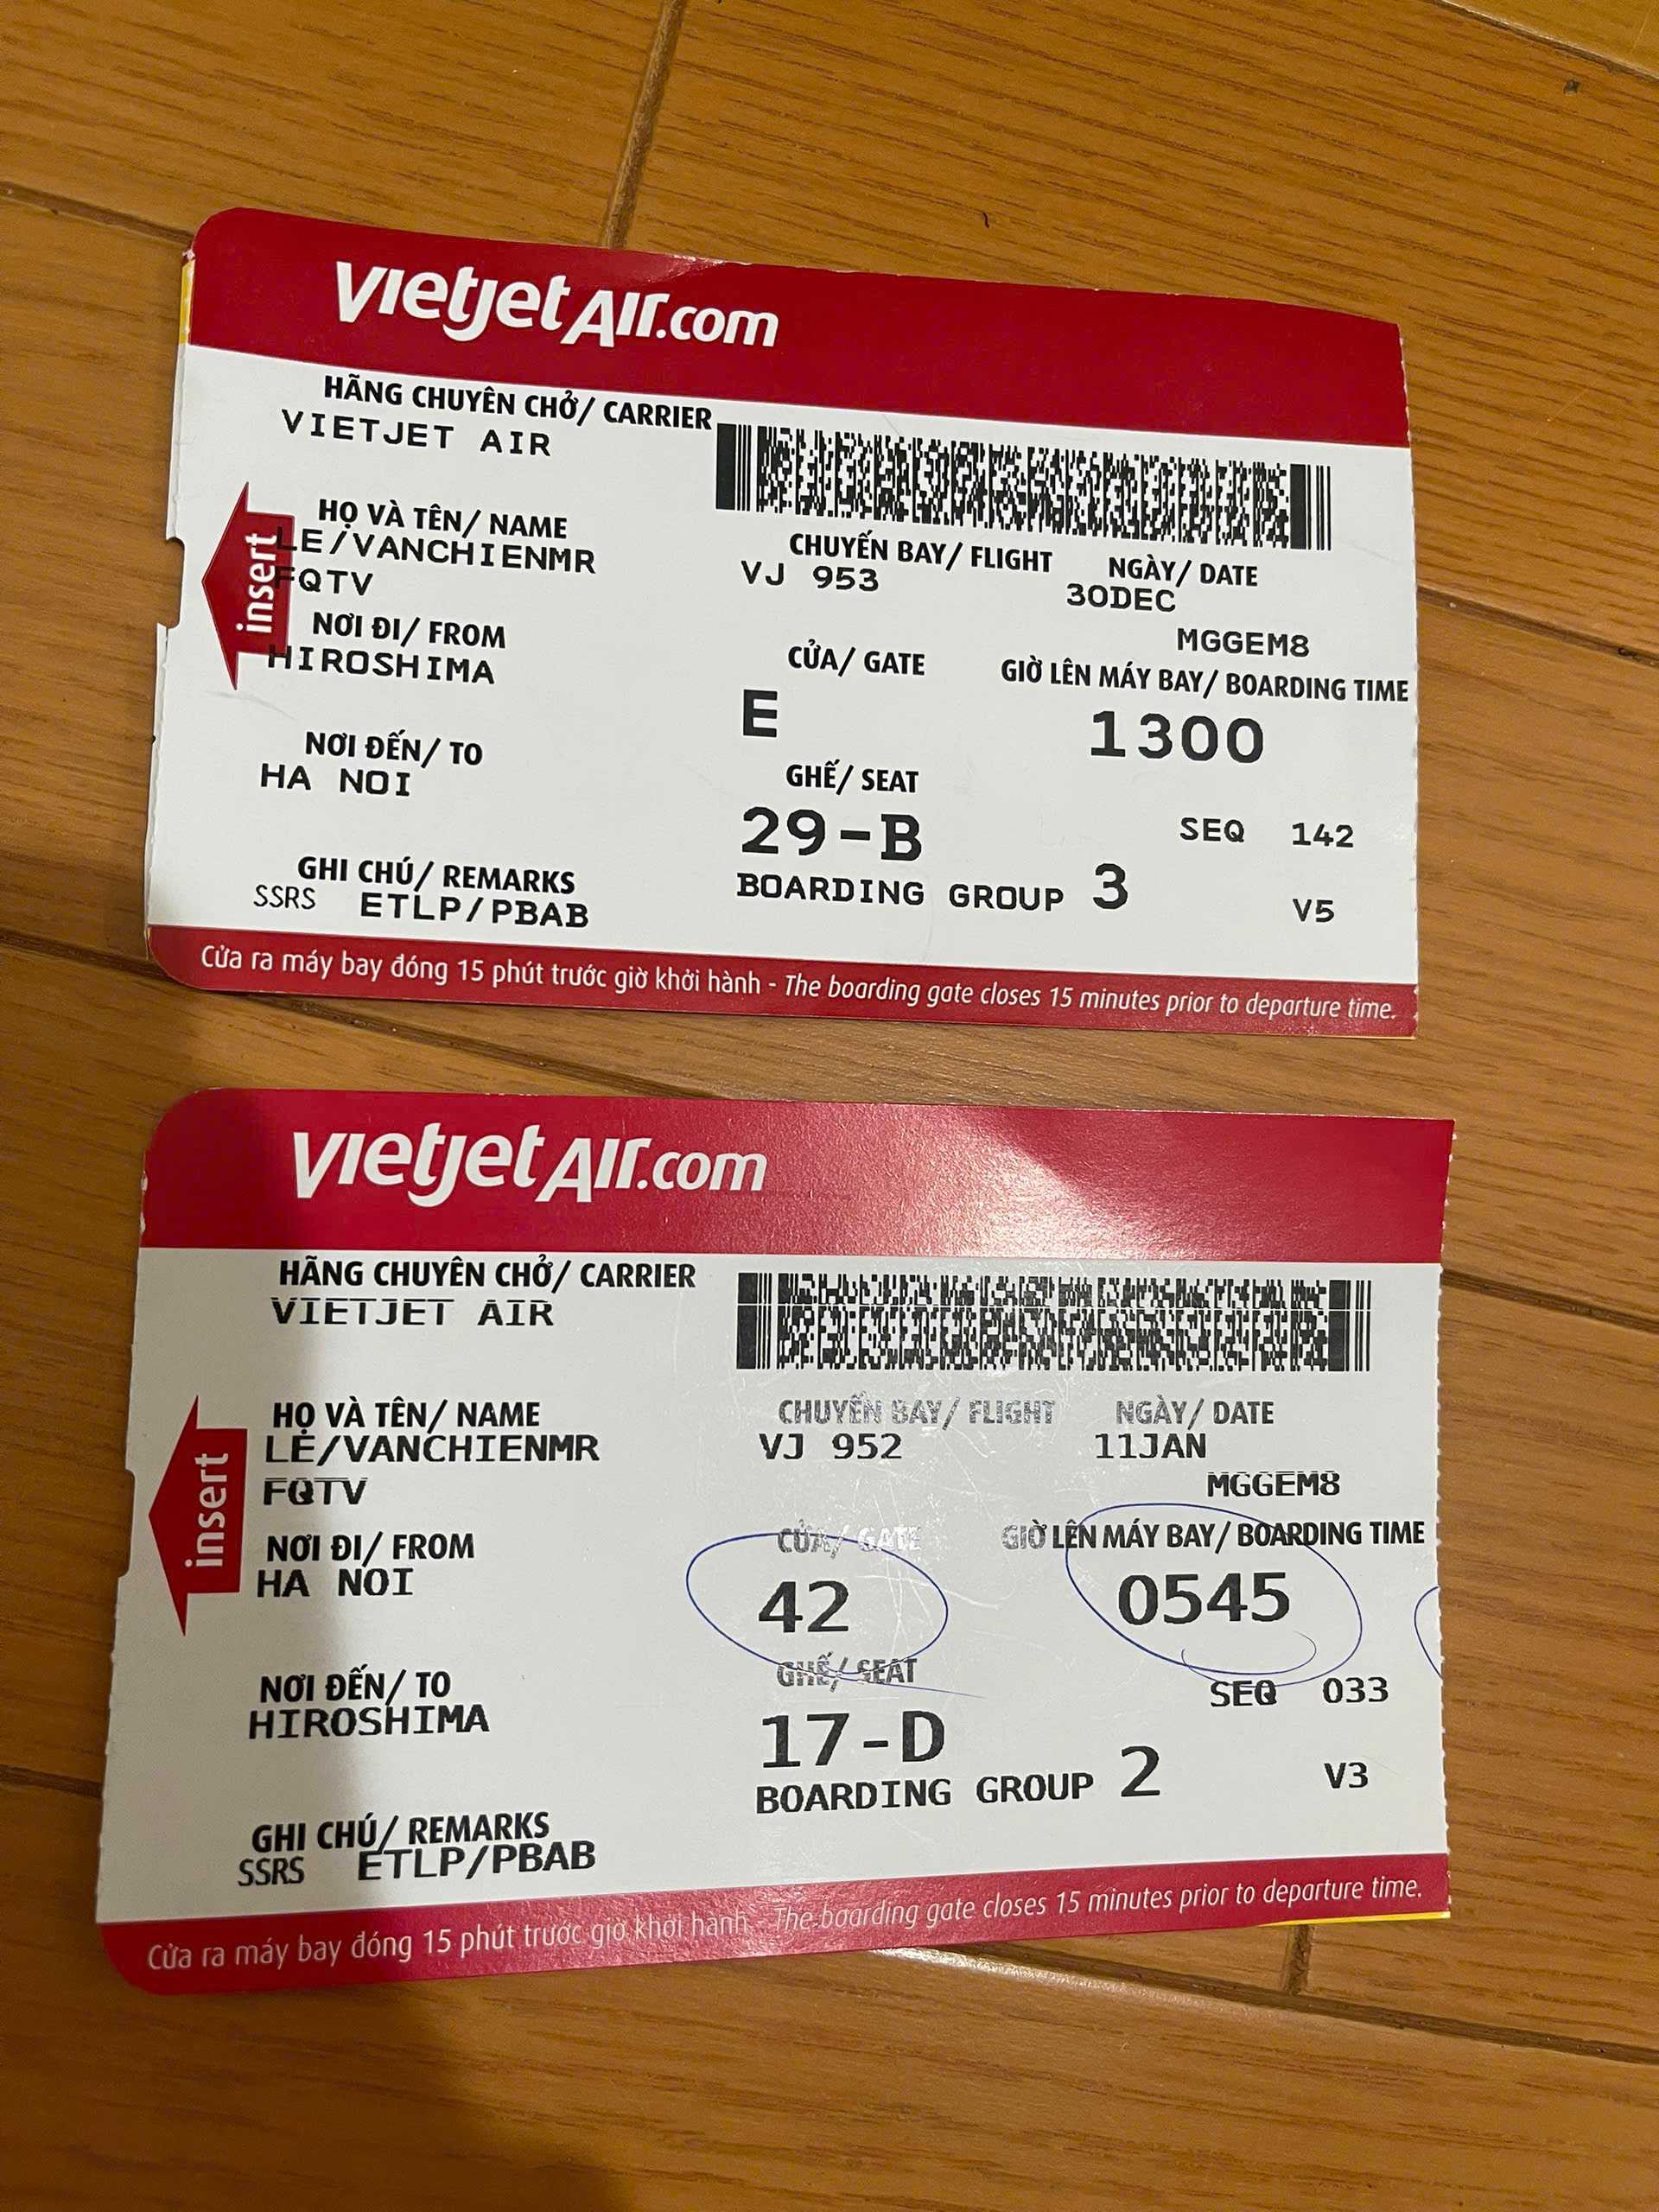 vietjetAir.com
HÃNG CHUYÊN CHỞ/ CARRIER
VIETJET AIR
HỌ VÀ TÊN/ NAME
LE/VANCHIENMR
FQTV
insert
CHUYẾN BAY/ FLIGHT NGÀY/ DATE
VJ 953 30DEC
MGGEM8
NƠI ĐI/ FROM
HIROSHIMA
CỬA/ GATE GIỜ LÊN MÁY BAY/ BOARDING TIME
E 1300
NƠI ĐẾN/ TO
HA NOI
GHẾ/ SEAT
29-B SEQ 142
GHI CHÚ/ REMARKS
SSRS ETLP/PBAB
BOARDING GROUP 3 V5
Cửa ra máy bay đóng 15 phút trước giờ khởi hành - The boarding gate closes 15 minutes prior to departure time.
vietjetAir.com
HÃNG CHUYÊN CHỞ/ CARRIER
VIETJET AIR
HỌ VÀ TÊN/ NAME
LE/VANCHIENMR
FQTV
insert
CHUYẾN BAY/ FLIGHT NGÀY/ DATE
VJ 952 11JAN
MGGEM8
NƠI ĐI/ FROM
HA NOI
CỬA/ GATE GIỜ LÊN MÁY BAY/ BOARDING TIME
42 0545
NƠI ĐẾN/ TO
HIROSHIMA
GHẾ/ SEAT
17-D SEQ 033
BOARDING GROUP 2 V3
GHI CHÚ/ REMARKS
SSRS ETLP/PBAB
Cửa ra máy bay đóng 15 phút trước giờ khởi hành - The boarding gate closes 15 minutes prior to departure time.